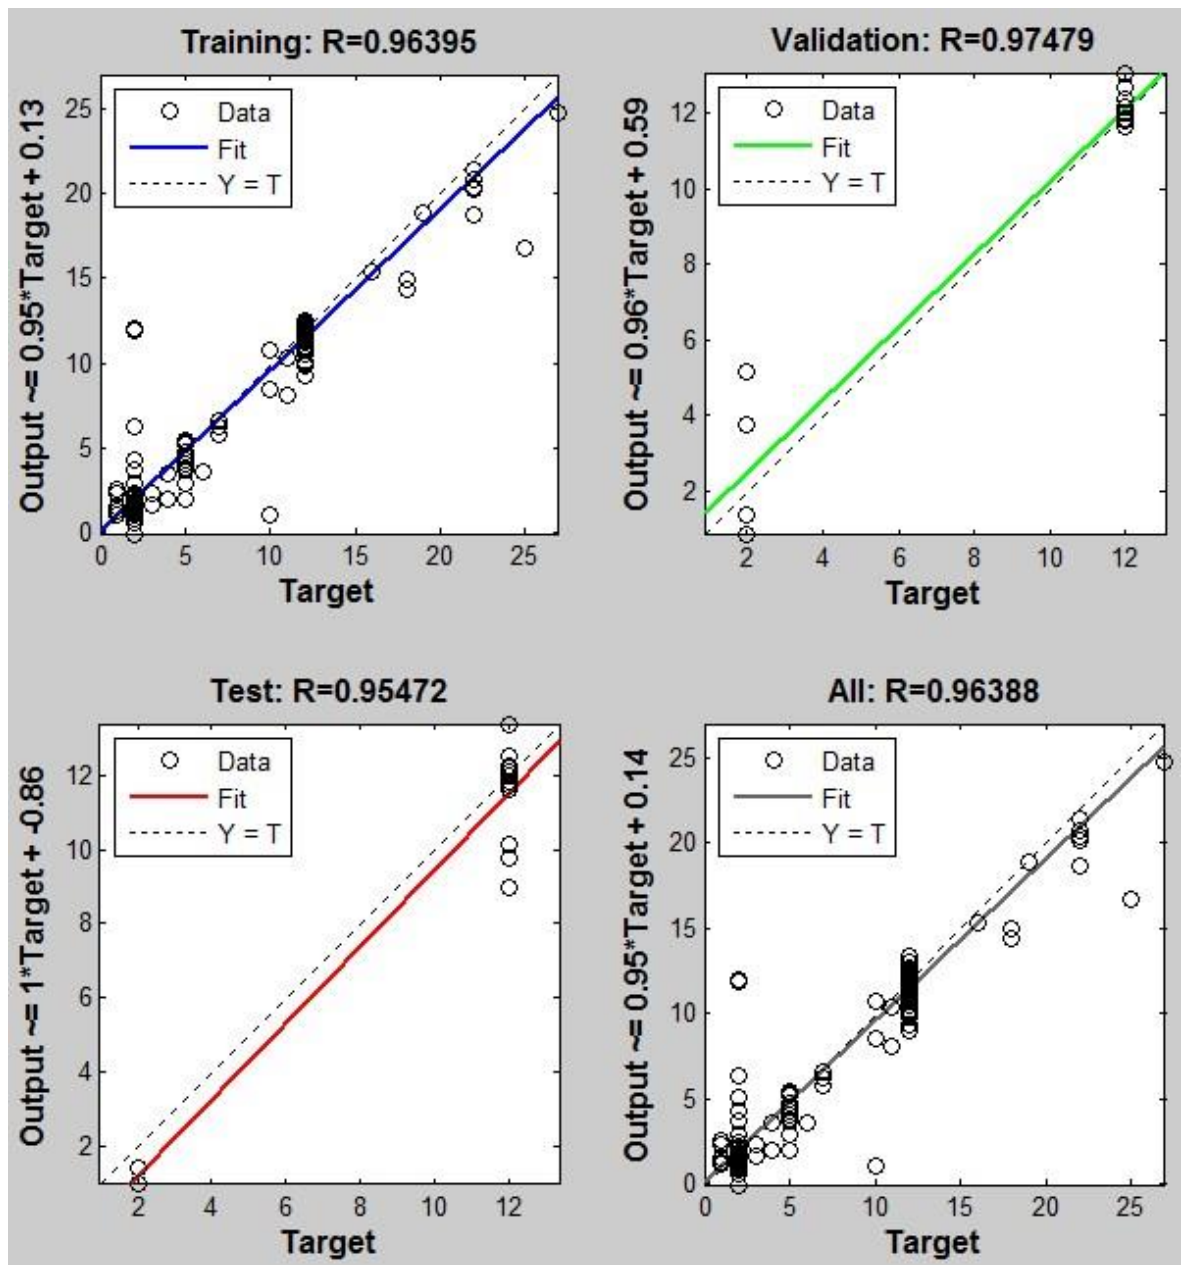 Training: R=0.96395
Output ~= 0.95*Target + 0.13
25
20
15
10
5
0
Data
Fit
Y = T
0 5 10 15 20 25
Target
Validation: R=0.97479
Output ~= 0.96*Target + 0.59
12
10
8
6
4
2
Data
Fit
Y = T
2 4 6 8 10 12
Target
Test: R=0.95472
Output ~= 1*Target + -0.86
12
10
8
6
4
2
Data
Fit
Y = T
2 4 6 8 10 12
Target
All: R=0.96388
Output ~= 0.95*Target + 0.14
25
20
15
10
5
0
Data
Fit
Y = T
0 5 10 15 20 25
Target